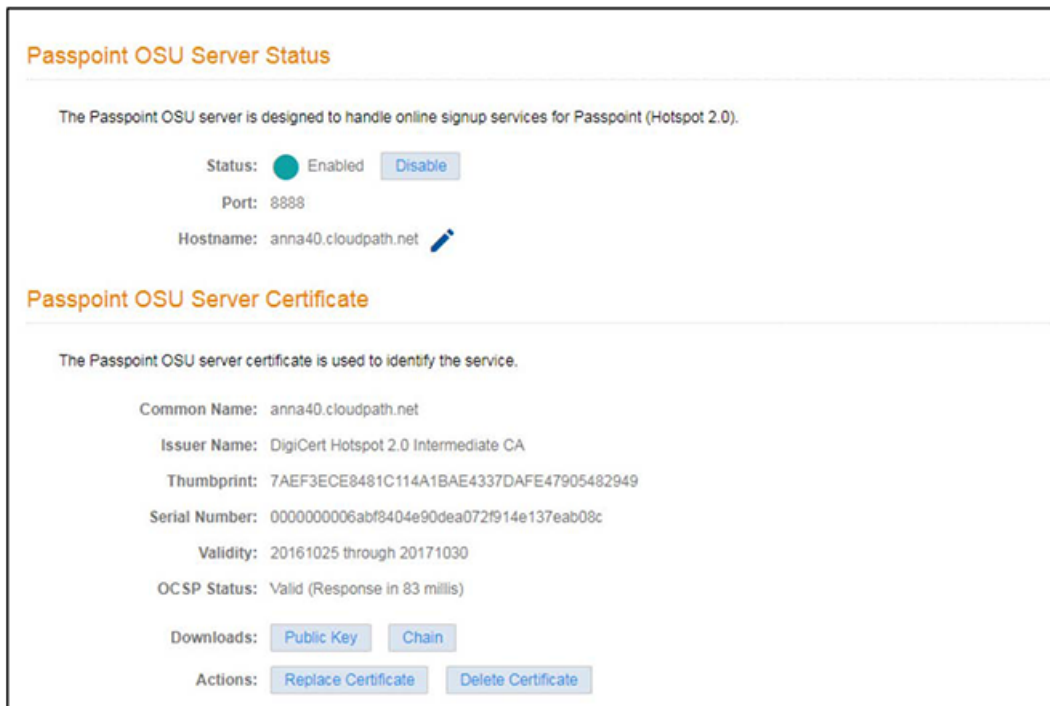 Passpoint OSU Server Status
The Passpoint OSU server is designed to handle online signup services for Passpoint (Hotspot 2.0).
Status: Enabled Disable
Port: 8888
Hostname: anna40.cloudpath.net
Passpoint OSU Server Certificate
The Passpoint OSU server certificate is used to identify the service.
Common Name: anna40.cloudpath.net
Issuer Name: DigiCert Hotspot 2.0 Intermediate CA
Thumbprint: 7AEF3ECE8481C114A1BAE4337DAFE47905482949
Serial Number: 0000000006abf8404e90dea072f914e137eab08c
Validity: 20161025 through 20171030
OCSP Status: Valid (Response in 83 millis)
Downloads: Public Key Chain
Actions: Replace Certificate Delete Certificate